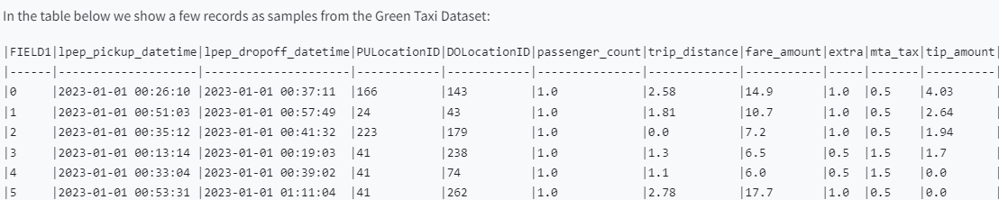 In the table below we show a few records as samples from the Green Taxi Dataset:
|FIELD1|lpep_pickup_datetime|lpep_dropoff_datetime|PULocationID|DOLocationID|passenger_count|trip_distance|fare_amount|extra|mta_tax|tip_amount|
|------|--------------------|---------------------|------------|------------|---------------|-------------|-----------|-----|-------|----------|
|0 |2023-01-01 00:26:10 |2023-01-01 00:37:11 |166 |143 |1.0 |2.58 |14.9 |1.0 |0.5 |4.03 |
|1 |2023-01-01 00:51:03 |2023-01-01 00:57:49 |24 |43 |1.0 |1.81 |10.7 |1.0 |0.5 |2.64 |
|2 |2023-01-01 00:35:12 |2023-01-01 00:41:32 |223 |179 |1.0 |0.0 |7.2 |1.0 |0.5 |1.94 |
|3 |2023-01-01 00:13:14 |2023-01-01 00:19:03 |41 |238 |1.0 |1.3 |6.5 |0.5 |1.5 |1.7 |
|4 |2023-01-01 00:33:04 |2023-01-01 00:39:02 |41 |74 |1.0 |1.1 |6.0 |0.5 |1.5 |0.0 |
|5 |2023-01-01 00:53:31 |2023-01-01 01:11:04 |41 |262 |1.0 |2.78 |17.7 |1.0 |0.5 |0.0 |